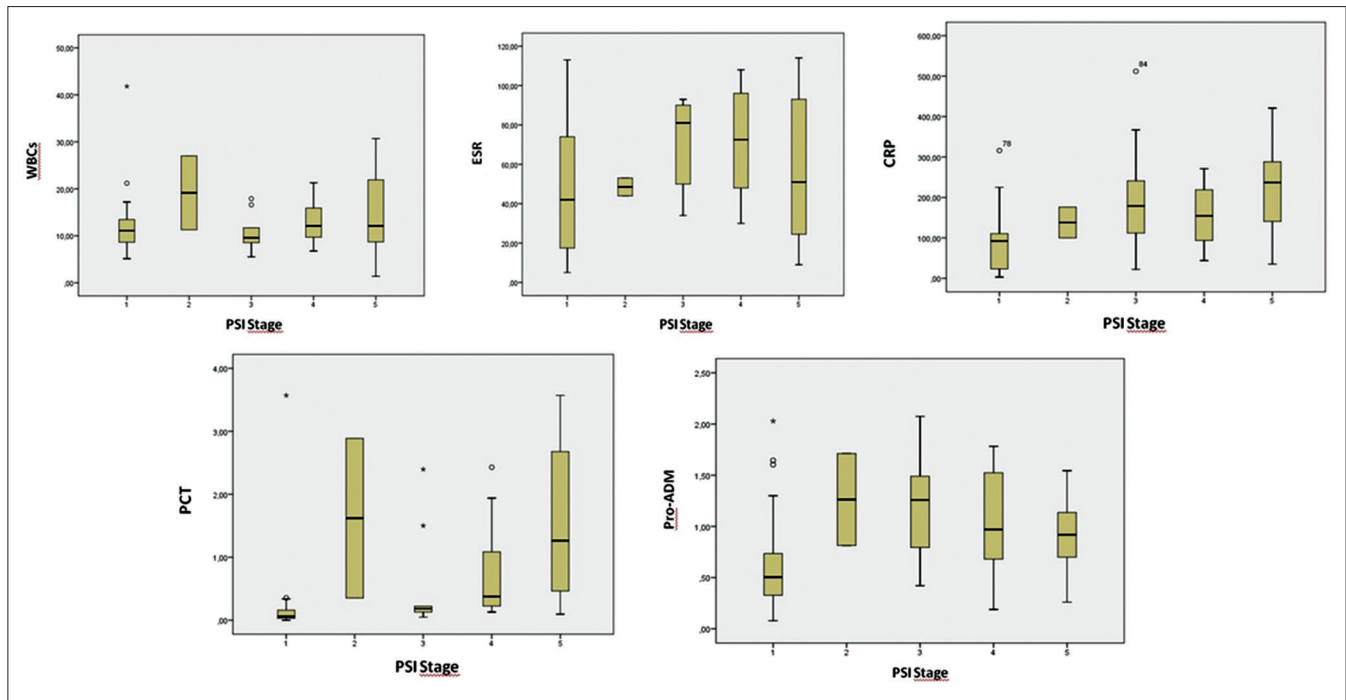 WBCs
50,00
40,00
30,00
20,00
10,00
,00
1 2 3 4 5
PSI Stage
ESR
120,00
100,00
80,00
60,00
40,00
20,00
,00
1 2 3 4 5
PSI Stage
CRP
600,00
500,00
400,00
300,00
200,00
100,00
,00
84
78
1 2 3 4 5
PSI Stage
PCT
4,00
3,00
2,00
1,00
,00
1 2 3 4 5
PSI Stage
Pro-ADM
2,50
2,00
1,50
1,00
,50
,00
1 2 3 4 5
PSI Stage